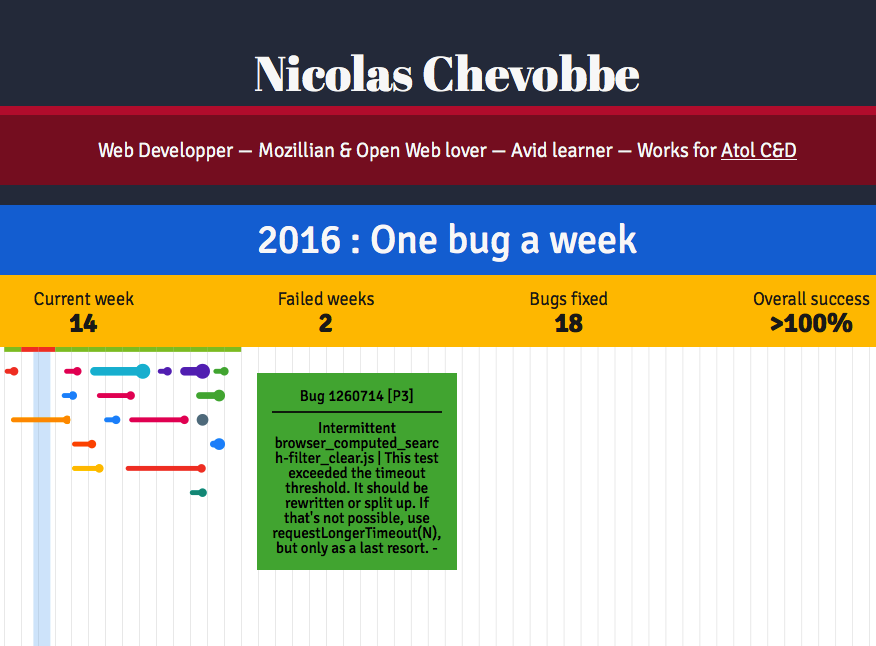 Nicolas Chevobbe
Web Developper — Mozillian & Open Web lover — Avid learner — Works for Atol C&D
2016 : One bug a week
Current week
14
Failed weeks
2
Bugs fixed
18
Overall success
>100%
Bug 1260714 [P3]
Intermittent
browser_computed_searc
h-filter_clear.js | This test
exceeded the timeout
threshold. It should be
rewritten or split up. If
that's not possible, use
requestLongerTimeout(N),
but only as a last resort. -